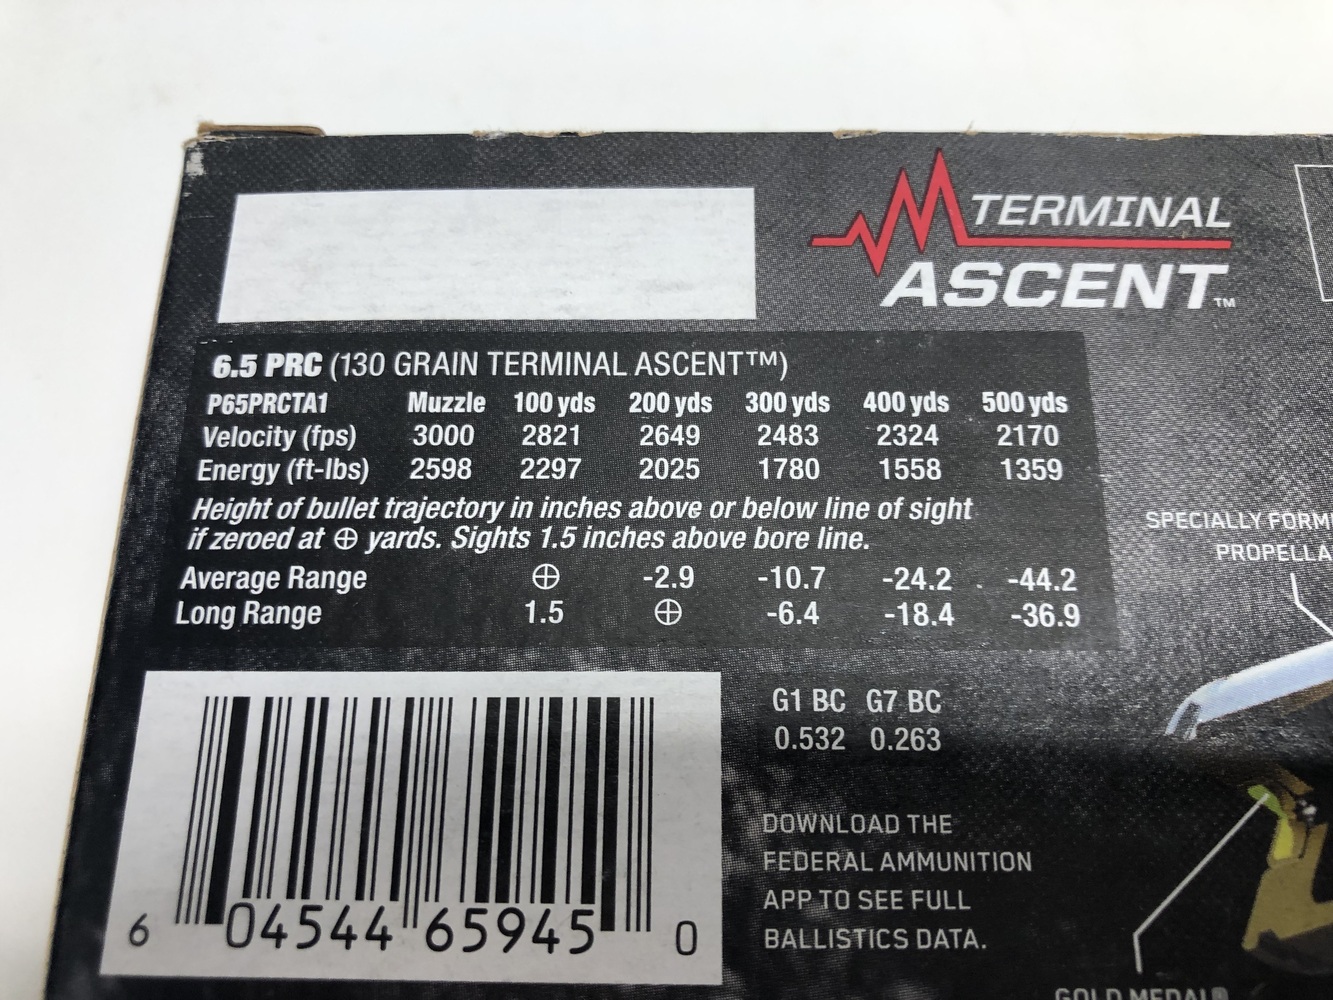 TERMINAL
ASCENT™
6.5 PRC (130 GRAIN TERMINAL ASCENT™)
P65PRCTA1 Muzzle 100 yds 200 yds 300 yds 400 yds 500 yds
Velocity (fps) 3000 2821 2649 2483 2324 2170
Energy (ft-lbs) 2598 2297 2025 1780 1558 1359
Height of bullet trajectory in inches above or below line of sight
if zeroed at ⊕ yards. Sights 1.5 inches above bore line.
Average Range ⊕ -2.9 -10.7 -24.2 -44.2
Long Range 1.5 ⊕ -6.4 -18.4 -36.9
SPECIALLY FORM
PROPELLA
G1 BC G7 BC
0.532 0.263
DOWNLOAD THE
FEDERAL AMMUNITION
APP TO SEE FULL
BALLISTICS DATA.
6 04544 65945 0
GOLD MEDAL®